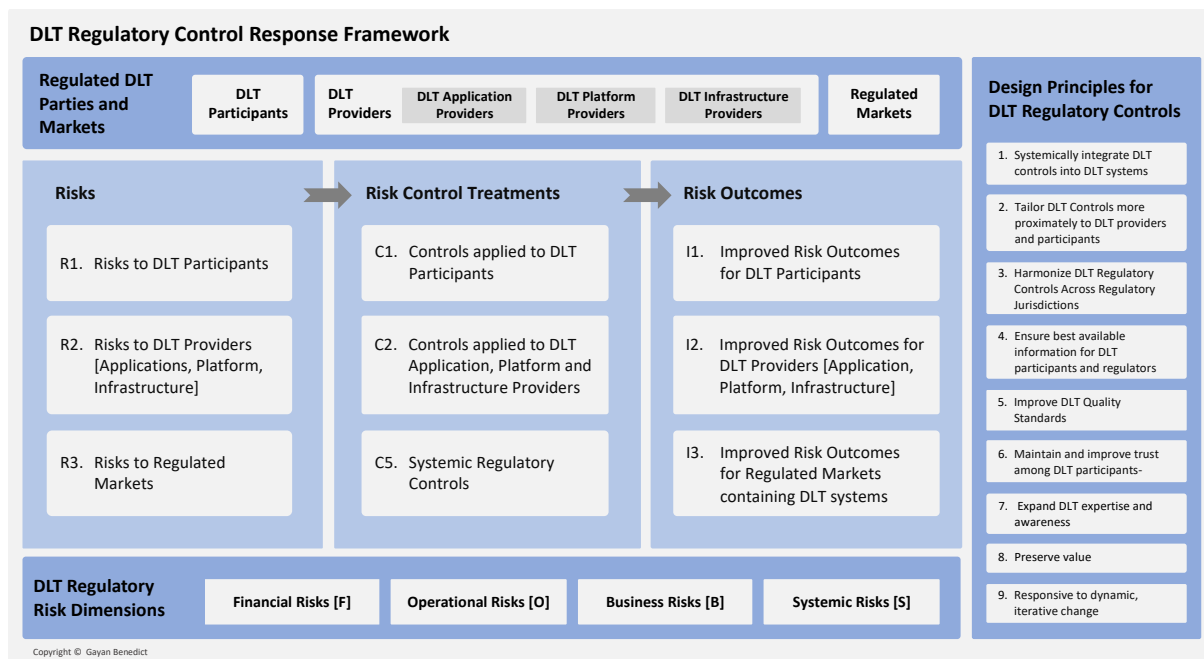 DLT Regulatory Control Response Framework
Regulated DLT
Parties and
Markets
DLT
Participants
DLT
Providers
DLT Application
Providers
DLT Platform
Providers
DLT Infrastructure
Providers
Regulated
Markets
Risks
R1. Risks to DLT Participants
R2. Risks to DLT Providers
[Applications, Platform,
Infrastructure]
R3. Risks to Regulated
Markets
Risk Control Treatments
C1. Controls applied to DLT
Participants
C2. Controls applied to DLT
Application, Platform and
Infrastructure Providers
C5. Systemic Regulatory
Controls
Risk Outcomes
I1. Improved Risk Outcomes
for DLT Participants
I2. Improved Risk Outcomes for
DLT Providers [Application,
Platform, Infrastructure]
I3. Improved Risk Outcomes
for Regulated Markets
containing DLT systems
DLT Regulatory
Risk Dimensions
Financial Risks [F]
Operational Risks [O]
Business Risks [B]
Systemic Risks [S]
Design Principles for
DLT Regulatory Controls
1. Systemically integrate DLT
controls into DLT systems
2. Tailor DLT Controls more
proximately to DLT providers
and participants
3. Harmonize DLT Regulatory
Controls Across Regulatory
Jurisdictions
4. Ensure best available
information for DLT
participants and regulators
5. Improve DLT Quality
Standards
6. Maintain and improve trust
among DLT participants-
7. Expand DLT expertise and
awareness
8. Preserve value
9. Responsive to dynamic,
iterative change
Copyright © Gayan Benedict